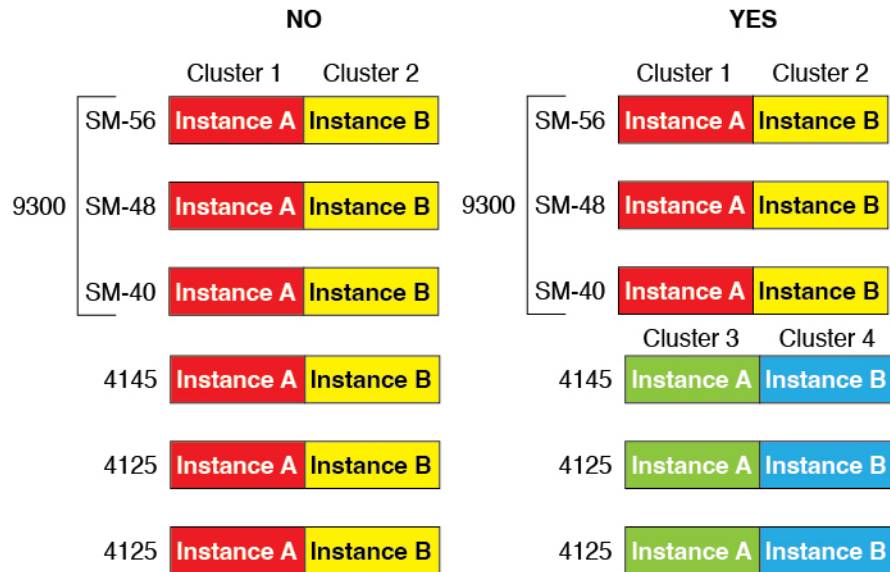 NO
Cluster 1 Cluster 2
SM-56 Instance A Instance B
9300 SM-48 Instance A Instance B
SM-40 Instance A Instance B
4145 Instance A Instance B
4125 Instance A Instance B
4125 Instance A Instance B
YES
Cluster 1 Cluster 2
SM-56 Instance A Instance B
9300 SM-48 Instance A Instance B
SM-40 Instance A Instance B
Cluster 3 Cluster 4
4145 Instance A Instance B
4125 Instance A Instance B
4125 Instance A Instance B